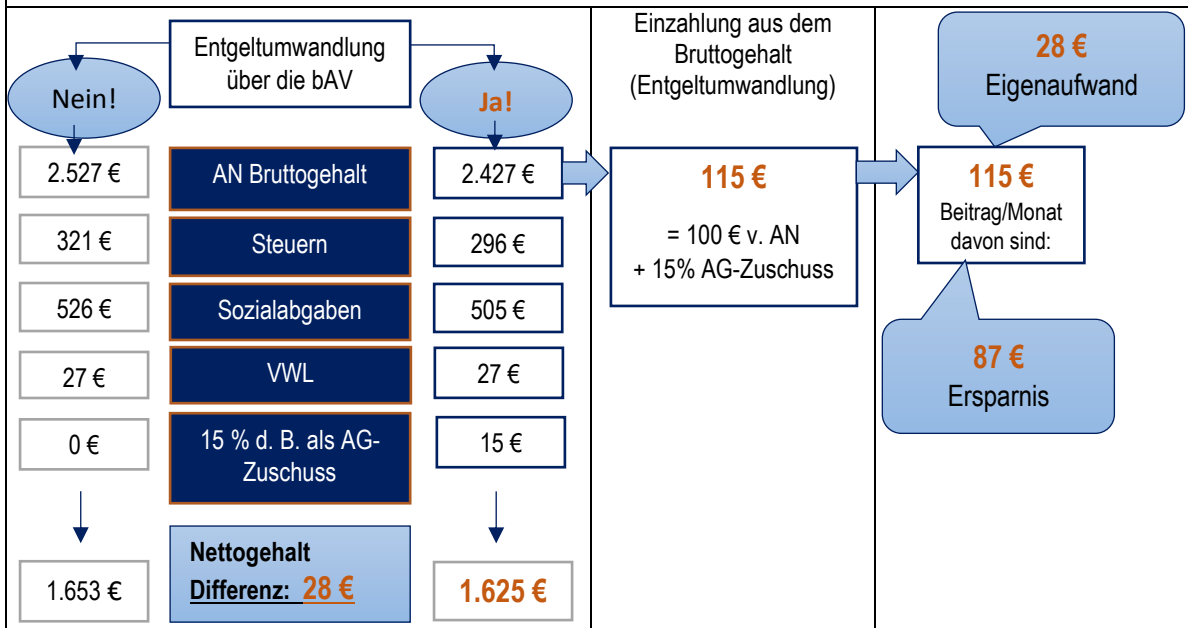 Entgeltumwandlung
über die bAV
Nein!
Ja!
2.527 €
AN Bruttogehalt
2.427 €
321 €
Steuern
296 €
526 €
Sozialabgaben
505 €
27 €
VWL
27 €
0 €
15 % d. B. als AG-
Zuschuss
15 €
1.653 €
Nettogehalt
Differenz: 28 €
1.625 €
Einzahlung aus dem
Bruttogehalt
(Entgeltumwandlung)
115 €
= 100 € v. AN
+ 15% AG-Zuschuss
28 €
Eigenaufwand
115 €
Beitrag/Monat
davon sind:
87 €
Ersparnis